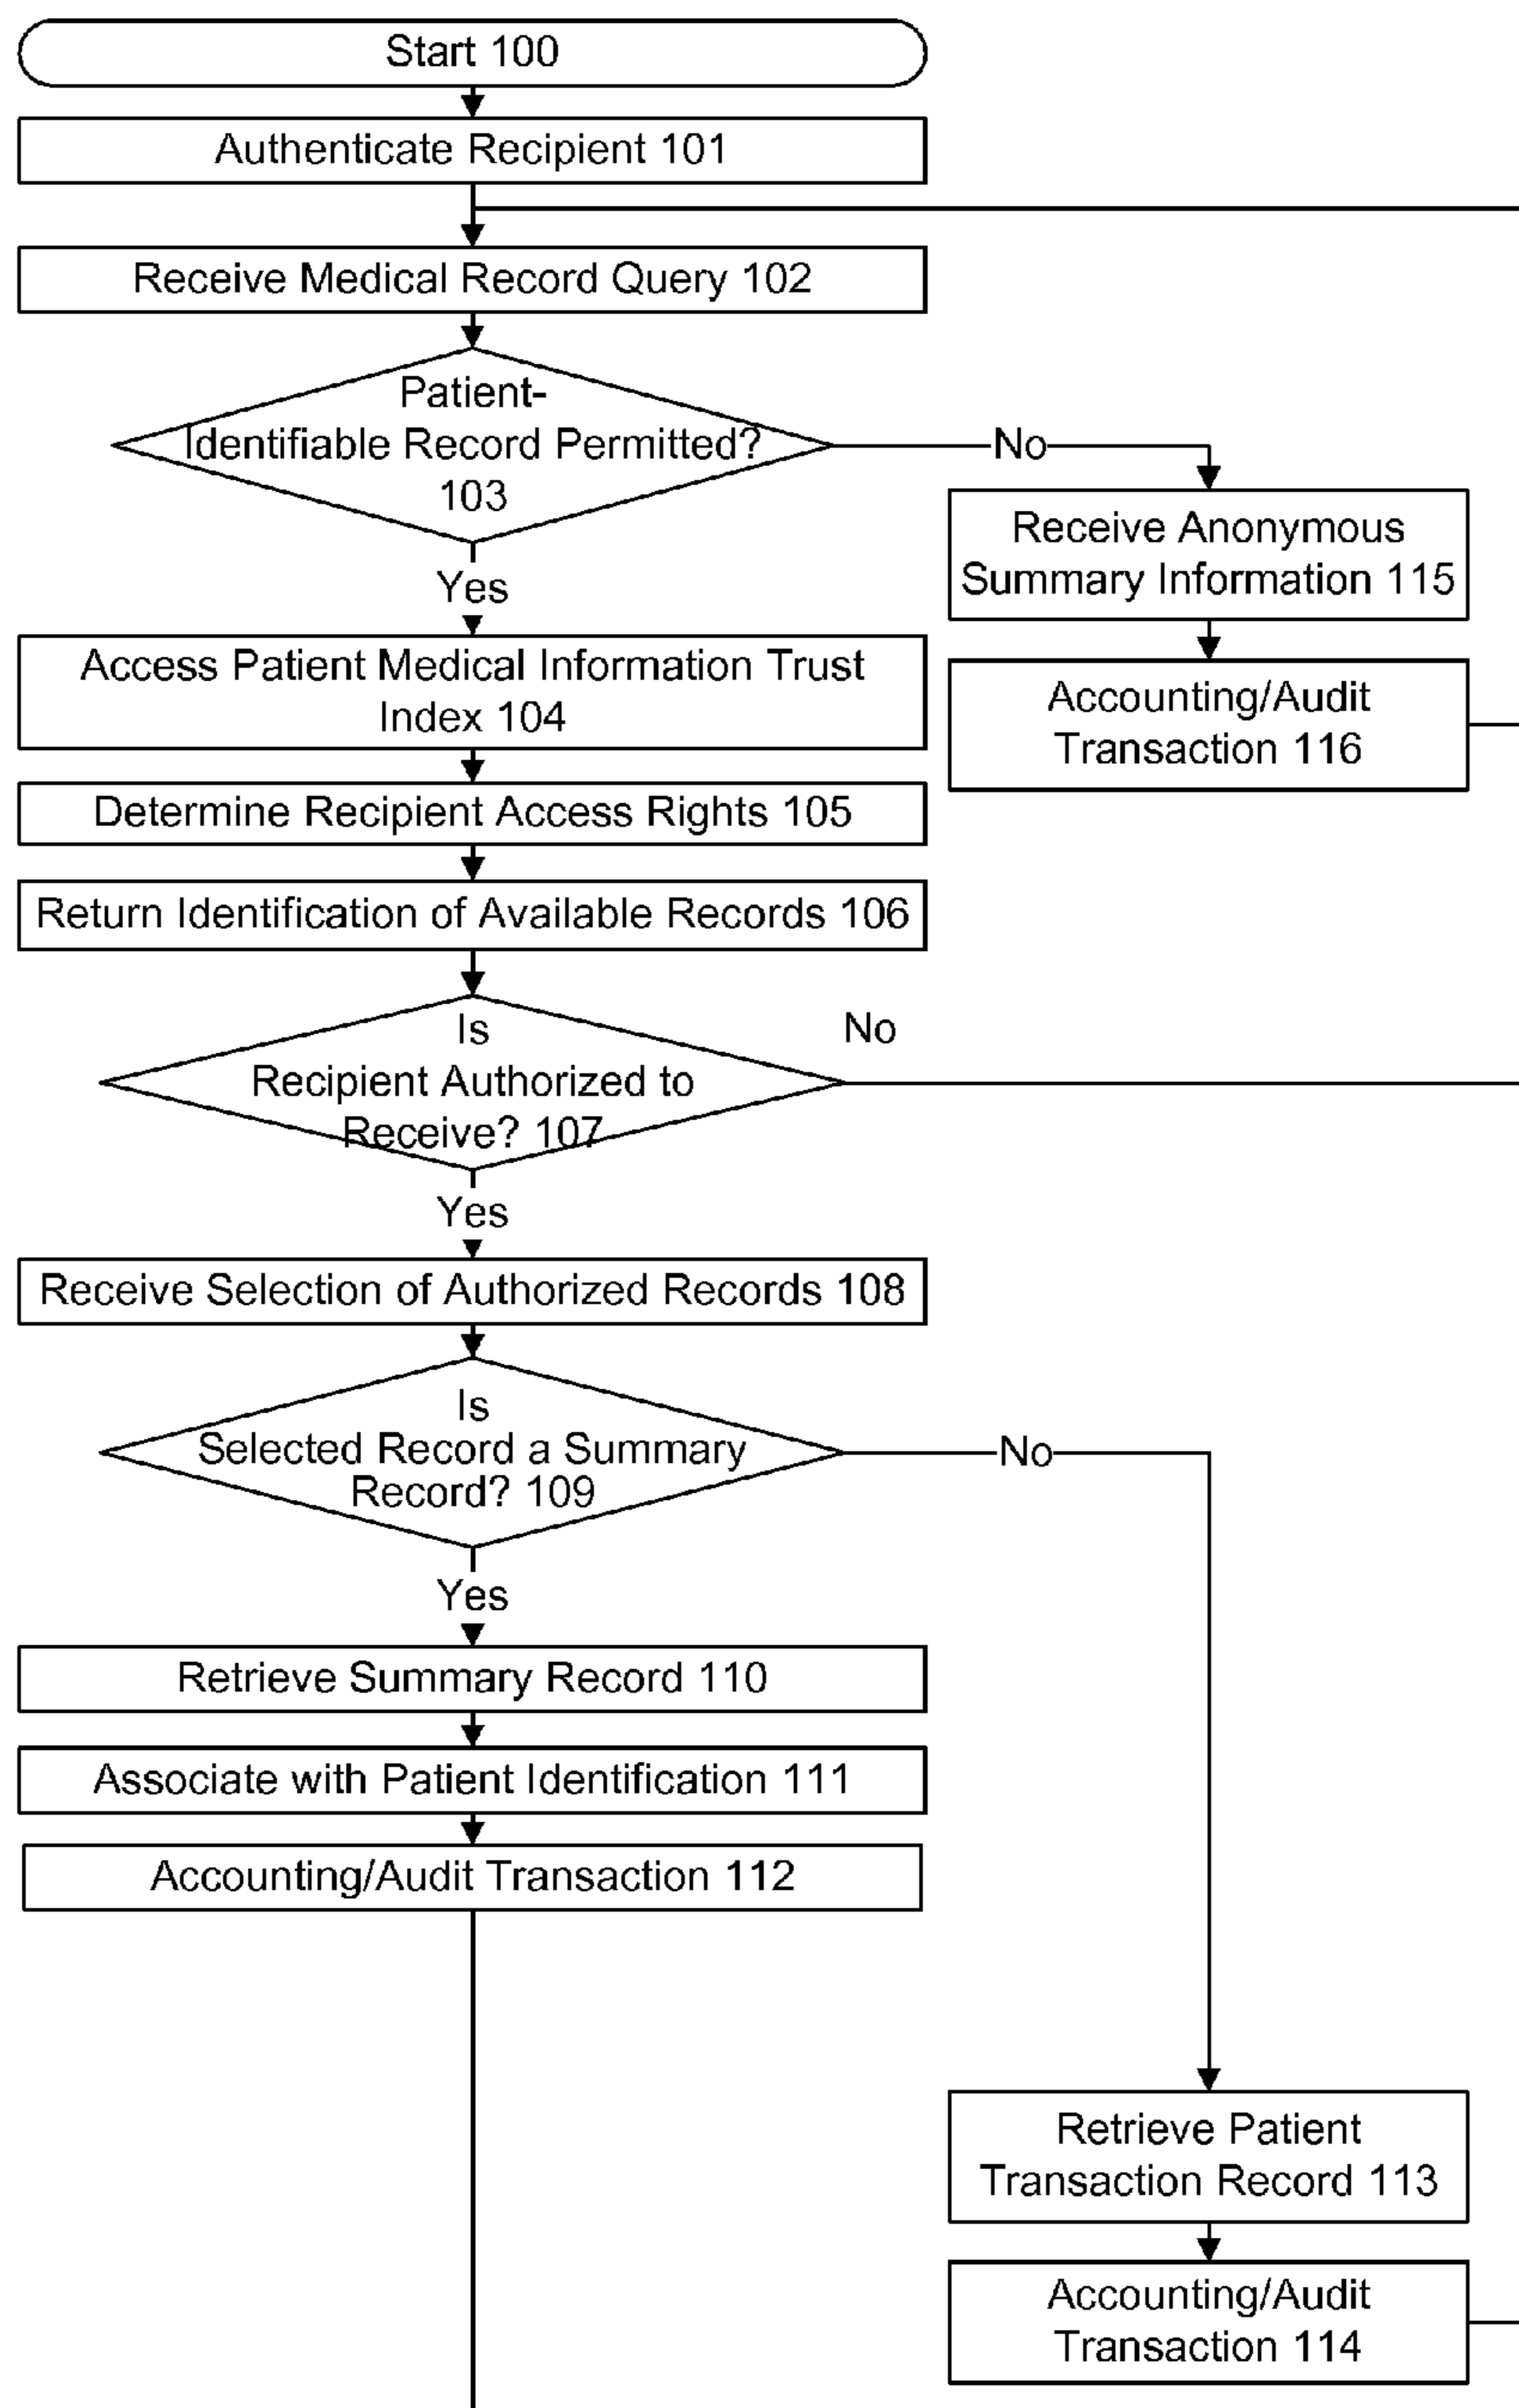 Start 100
Authenticate Recipient 101
Receive Medical Record Query 102
Patient-
Identifiable Record Permitted?
103
No
Yes
Receive Anonymous
Summary Information 115
Accounting/Audit
Transaction 116
Access Patient Medical Information Trust
Index 104
Determine Recipient Access Rights 105
Return Identification of Available Records 106
Is
Recipient Authorized to
Receive? 107
No
Yes
Receive Selection of Authorized Records 108
Is
Selected Record a Summary
Record? 109
No
Yes
Retrieve Summary Record 110
Associate with Patient Identification 111
Accounting/Audit Transaction 112
Retrieve Patient
Transaction Record 113
Accounting/Audit
Transaction 114